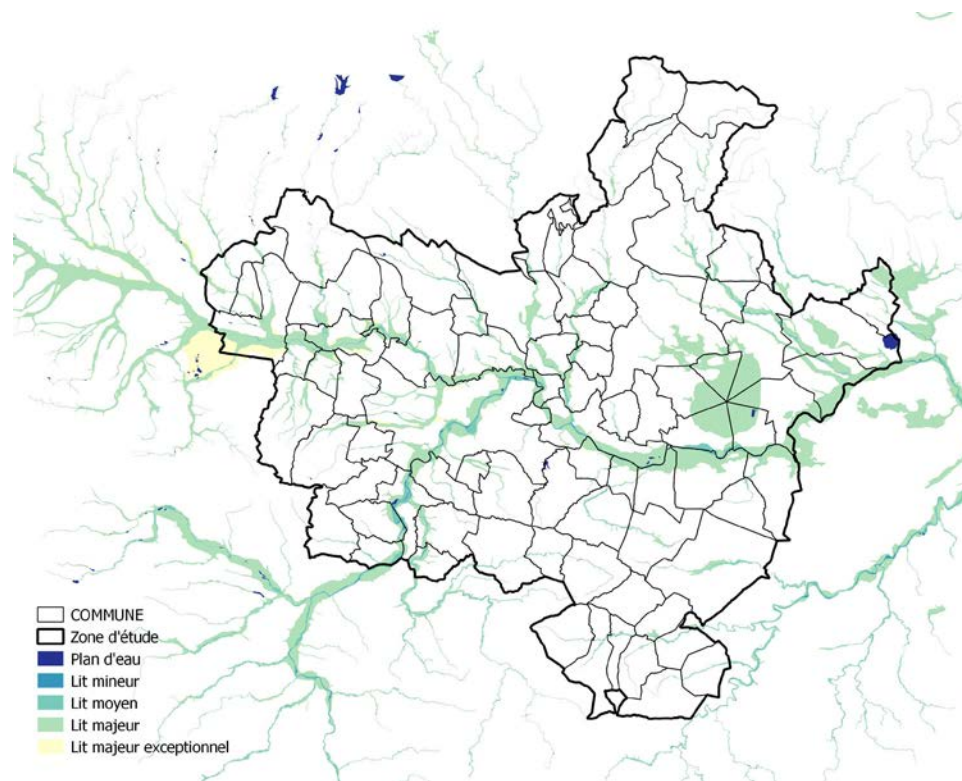 COMMUNE
Zone d'étude
Plan d'eau
Lit mineur
Lit moyen
Lit majeur
Lit majeur exceptionnel